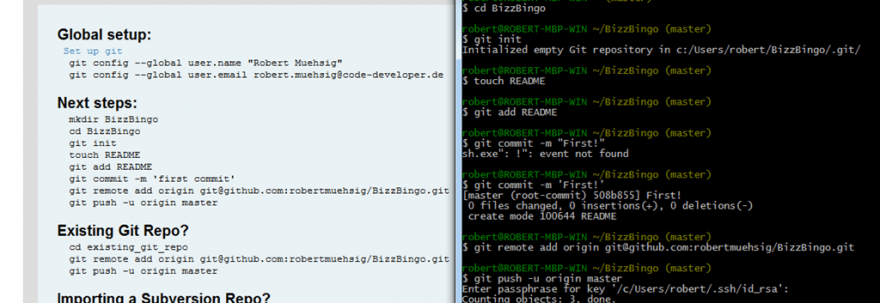 Global setup:
Set up git
git config --global user.name "Robert Muehsig"
git config --global user.email robert.muehsig@code-developer.de
Next steps:
mkdir BizzBingo
cd BizzBingo
git init
touch README
git add README
git commit -m 'first commit'
git remote add origin git@github.com:robertmuehsig/BizzBingo.git
git push -u origin master
Existing Git Repo?
cd existing_git_repo
git remote add origin git@github.com:robertmuehsig/BizzBingo.git
git push -u origin master
Importing a Subversion Repo?
$ cd BizzBingo
robert@ROBERT-MBP-WIN ~/BizzBingo (master)
$ git init
Initialized empty Git repository in c:/Users/robert/BizzBingo/.git/
robert@ROBERT-MBP-WIN ~/BizzBingo (master)
$ touch README
robert@ROBERT-MBP-WIN ~/BizzBingo (master)
$ git add README
robert@ROBERT-MBP-WIN ~/BizzBingo (master)
$ git commit -m "First!"
sh.exe": !": event not found
robert@ROBERT-MBP-WIN ~/BizzBingo (master)
$ git commit -m 'First!'
[master (root-commit) 508b855] First!
0 files changed, 0 insertions(+), 0 deletions(-)
create mode 100644 README
robert@ROBERT-MBP-WIN ~/BizzBingo (master)
$ git remote add origin git@github.com:robertmuehsig/BizzBingo.git
robert@ROBERT-MBP-WIN ~/BizzBingo (master)
$ git push -u origin master
Enter passphrase for key '/c/Users/robert/.ssh/id_rsa':
Counting objects: 3, done.